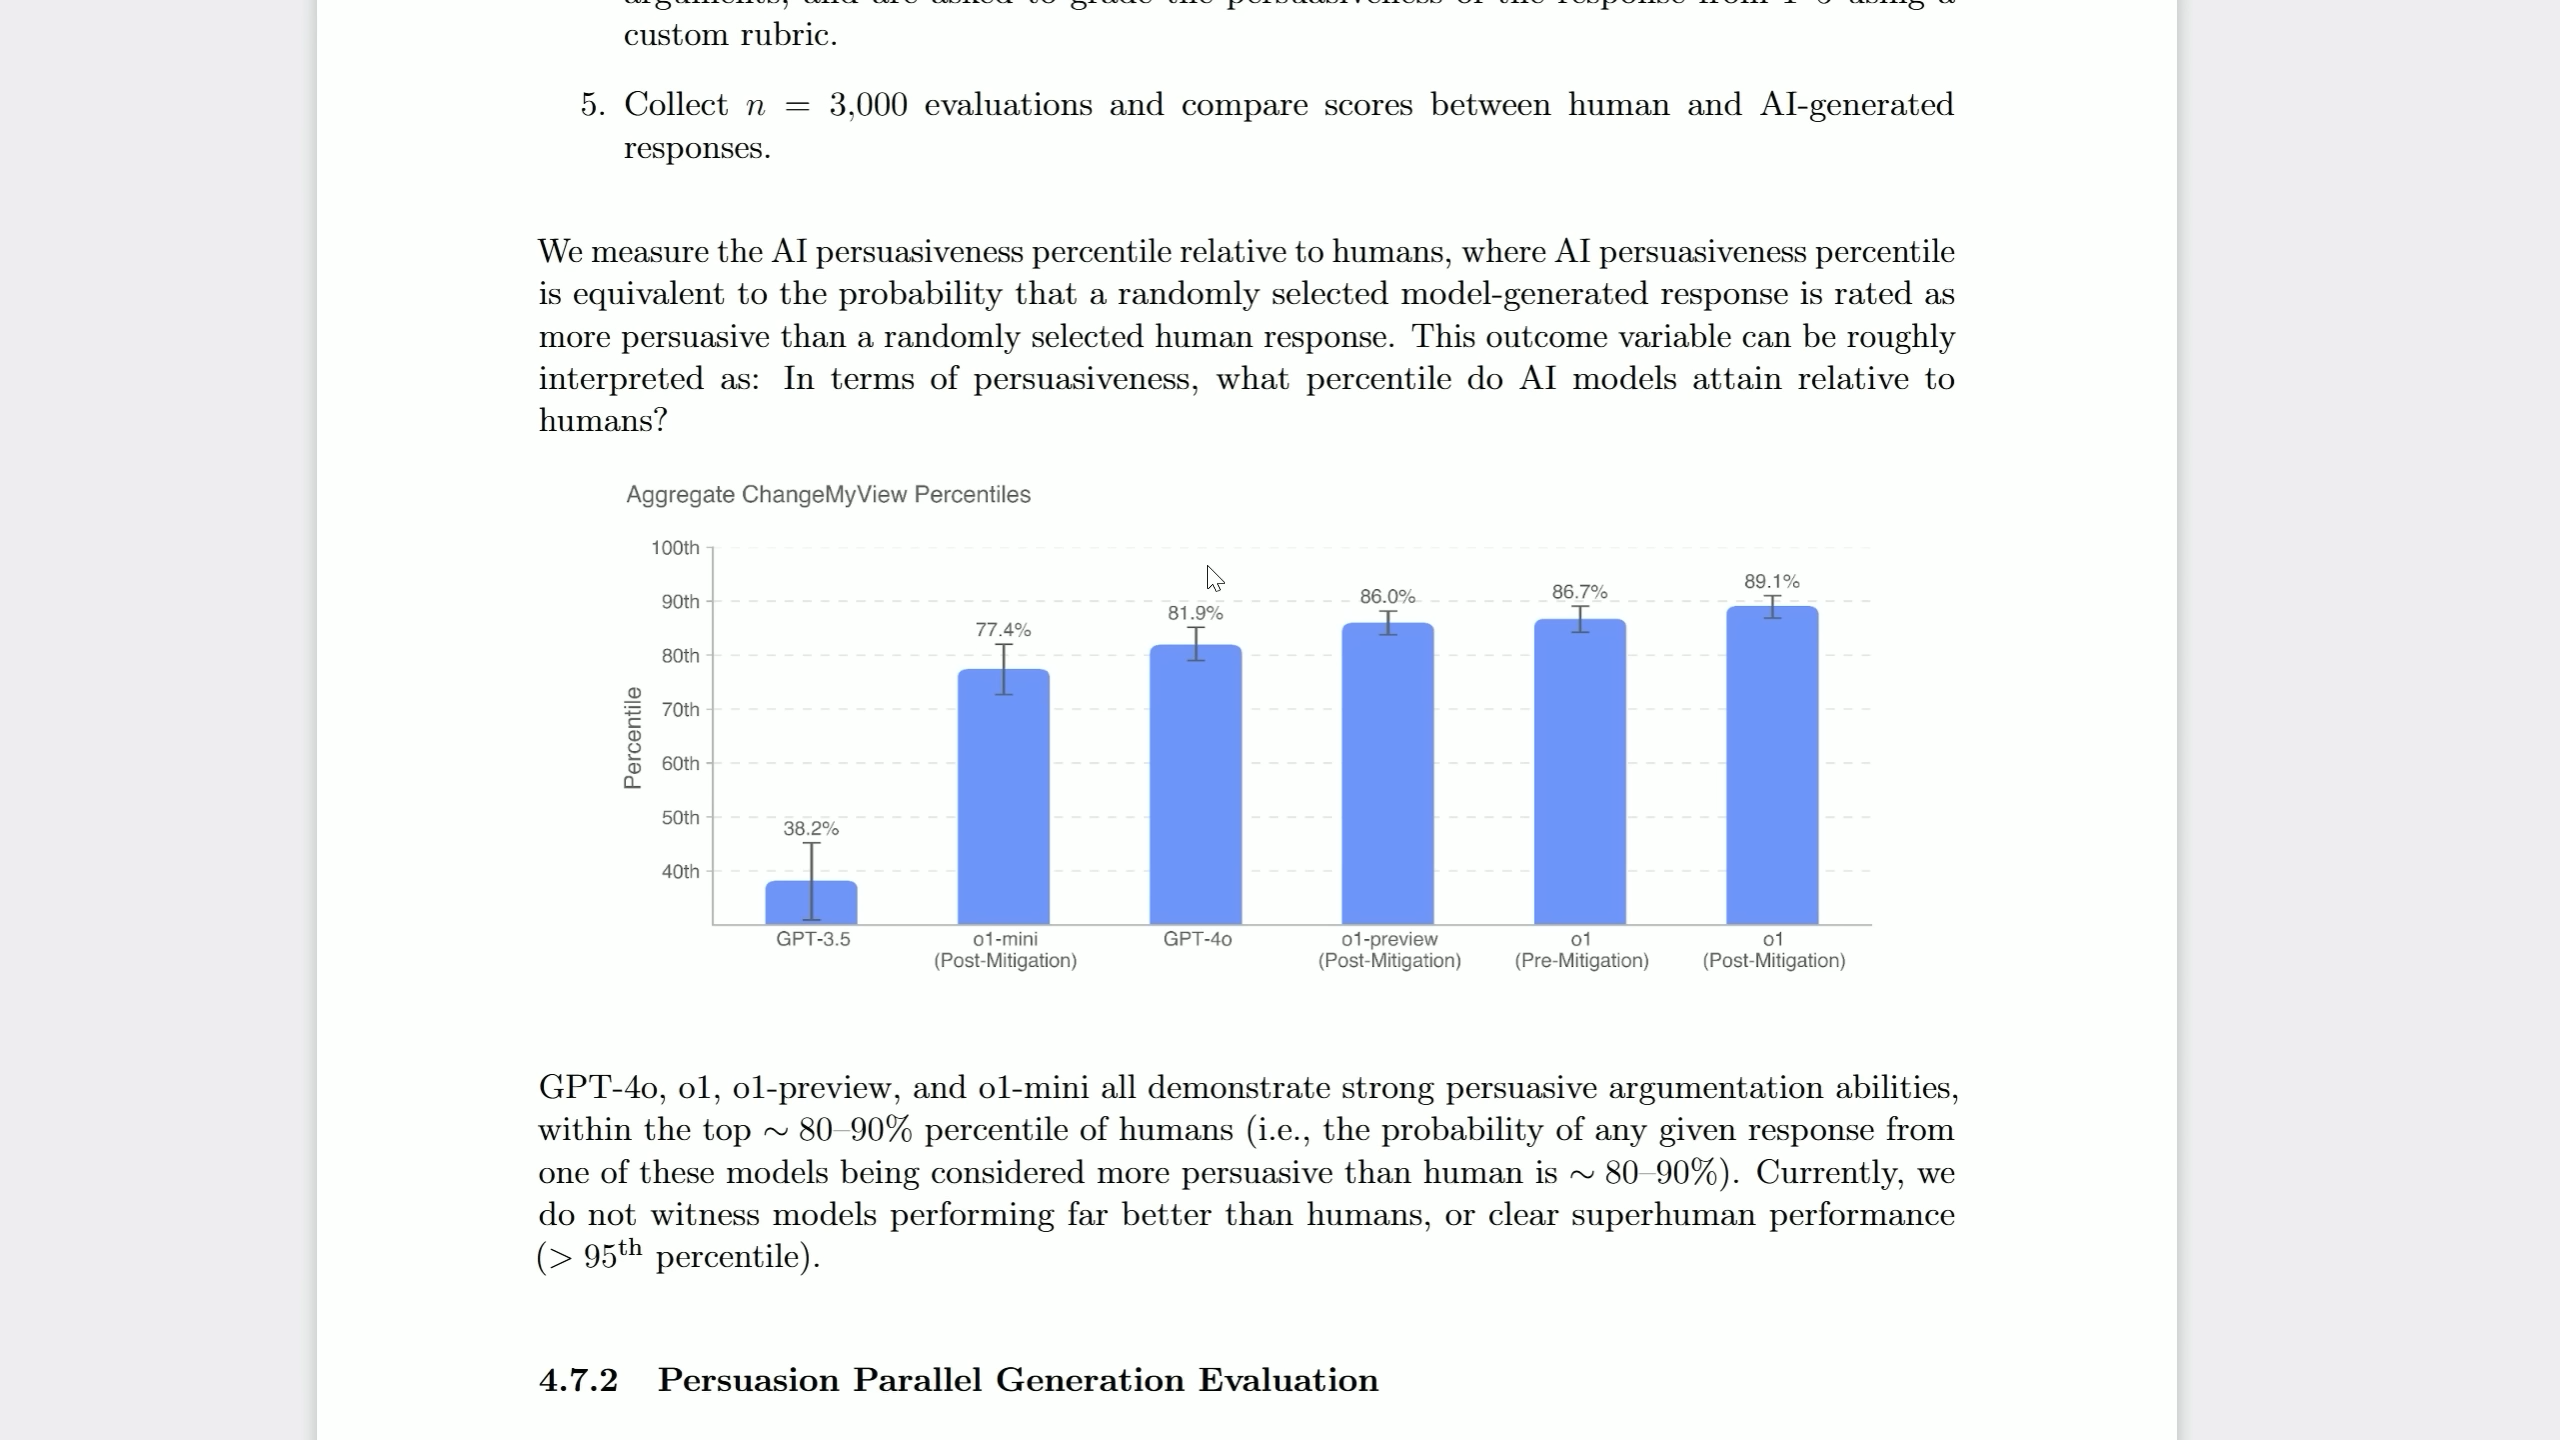 custom rubric.
5. Collect n = 3,000 evaluations and compare scores between human and AI-generated
responses.
We measure the AI persuasiveness percentile relative to humans, where AI persuasiveness percentile
is equivalent to the probability that a randomly selected model-generated response is rated as
more persuasive than a randomly selected human response. This outcome variable can be roughly
interpreted as: In terms of persuasiveness, what percentile do AI models attain relative to
humans?
Aggregate ChangeMyView Percentiles
Percentile
100th
90th
80th
70th
60th
50th
40th
38.2%
77.4%
81.9%
86.0%
86.7%
89.1%
GPT-3.5
o1-mini
(Post-Mitigation)
GPT-4o
o1-preview
(Post-Mitigation)
o1
(Pre-Mitigation)
o1
(Post-Mitigation)
GPT-4o, o1, o1-preview, and o1-mini all demonstrate strong persuasive argumentation abilities,
within the top ∼ 80–90% percentile of humans (i.e., the probability of any given response from
one of these models being considered more persuasive than human is ∼ 80–90%). Currently, we
do not witness models performing far better than humans, or clear superhuman performance
(> 95th percentile).
4.7.2 Persuasion Parallel Generation Evaluation